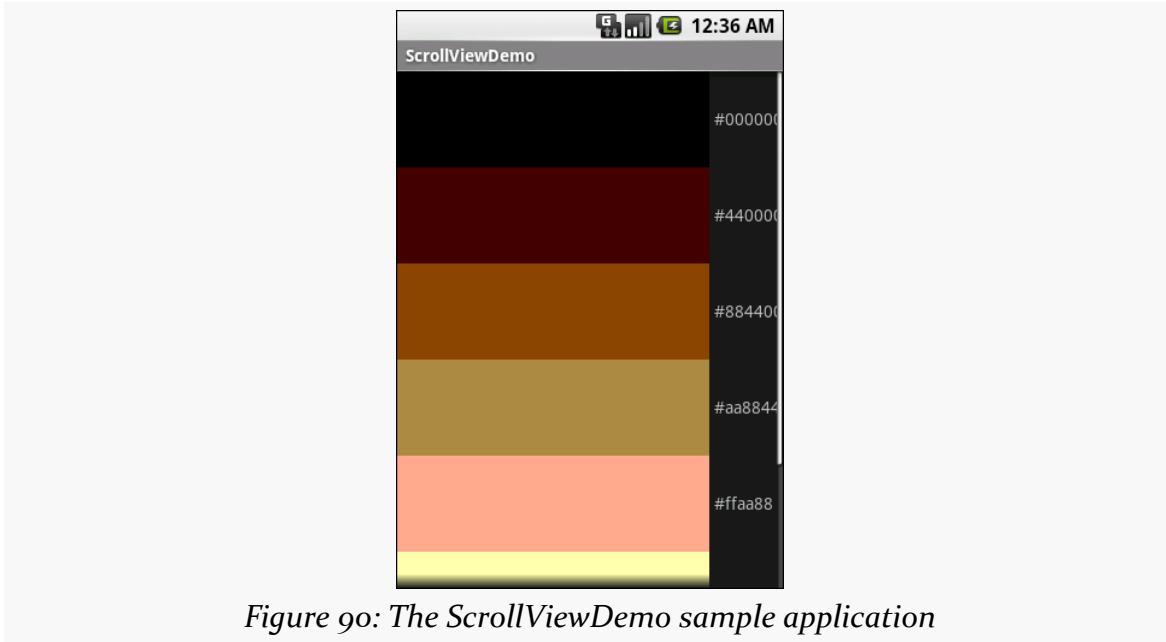 12:36 AM
ScrollViewDemo
#000000
#440000
#884400
#aa8844
#ffaa88
Figure 90: The ScrollViewDemo sample application